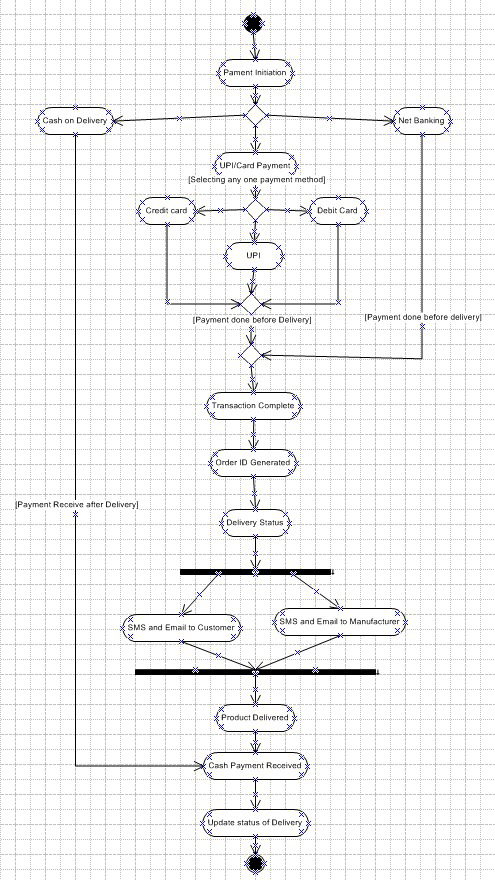 Pament Initiation
Cash on Delivery
Net Banking
UPI/Card Payment
[Selecting any one payment method]
Credit card
Debit Card
UPI
[Payment done before Delivery]
[Payment done before delivery]
Transaction Complete
Order ID Generated
[Payment Receive after Delivery]
Delivery Status
SMS and Email to Customer
SMS and Email to Manufacturer
Product Delivered
Cash Payment Received
Update status of Delivery